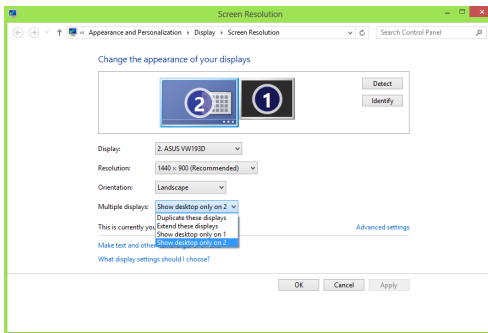 Screen Resolution
« Appearance and Personalization › Display › Screen Resolution
Search Control Panel
Change the appearance of your displays
2
1
Detect
Identify
Display: 2. ASUS VW193D
Resolution: 1440 × 900 (Recommended)
Orientation: Landscape
Multiple displays: Show desktop only on 2
Duplicate these displays
Extend these displays
Show desktop only on 1
Show desktop only on 2
This is currently you
Advanced settings
Make text and othe
What display settings should I choose?
OK Cancel Apply